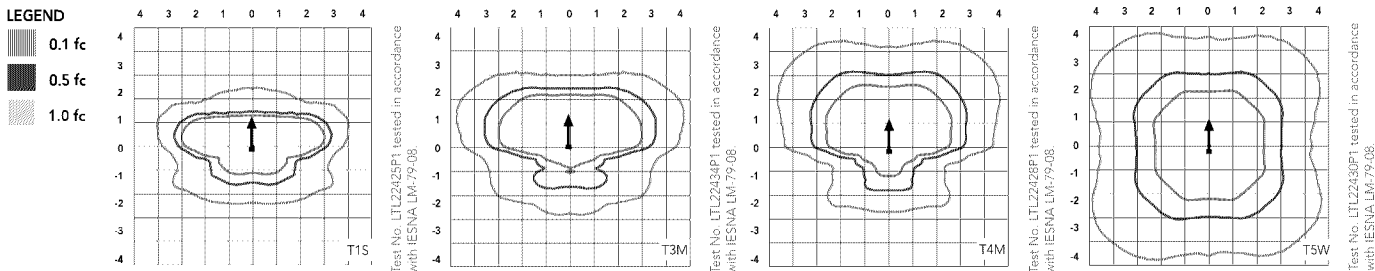 LEGEND
0.1 fc
0.5 fc
1.0 fc
4 3 2 1 0 1 2 3 4
4
3
2
1
0
-1
-2
-3
-4
T1S
Test No. LTL22425P1 tested in accordance
with IESNA LM-79-08.
4 3 2 1 0 1 2 3 4
4
3
2
1
0
-1
-2
-3
-4
T3M
Test No. LTL22434P1 tested in accordance
with IESNA LM-79-08.
4 3 2 1 0 1 2 3 4
4
3
2
1
0
-1
-2
-3
-4
T4M
Test No. LTL22428P1 tested in accordance
with IESNA LM-79-08.
4 3 2 1 0 1 2 3 4
4
3
2
1
0
-1
-2
-3
-4
T5W
Test No. LTL22430P1 tested in accordance
with IESNA LM-79-08.